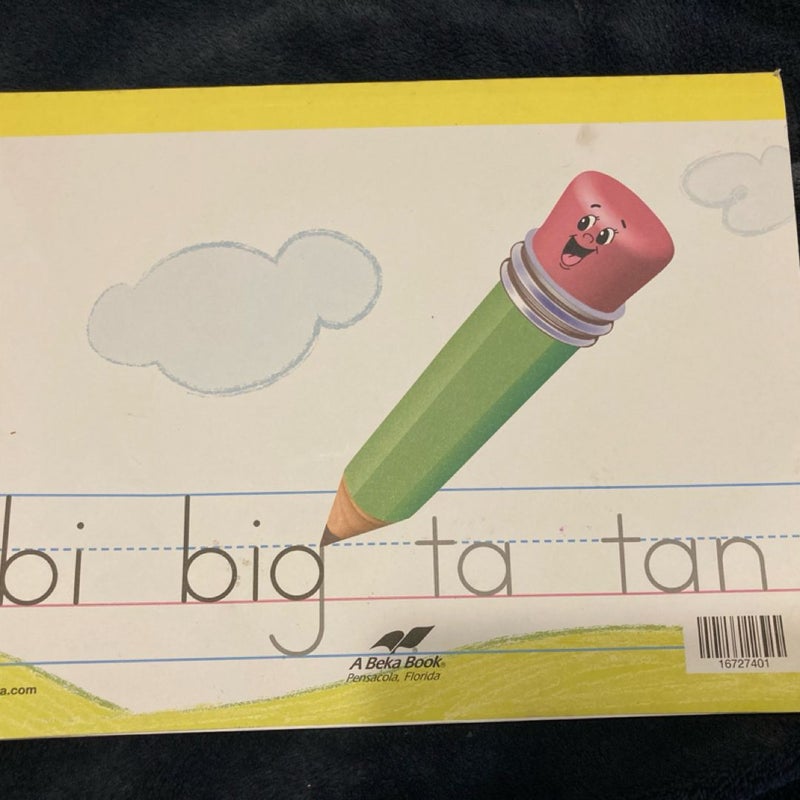 bi big ta tan
A Beka Book®
Pensacola, Florida
a.com
16727401